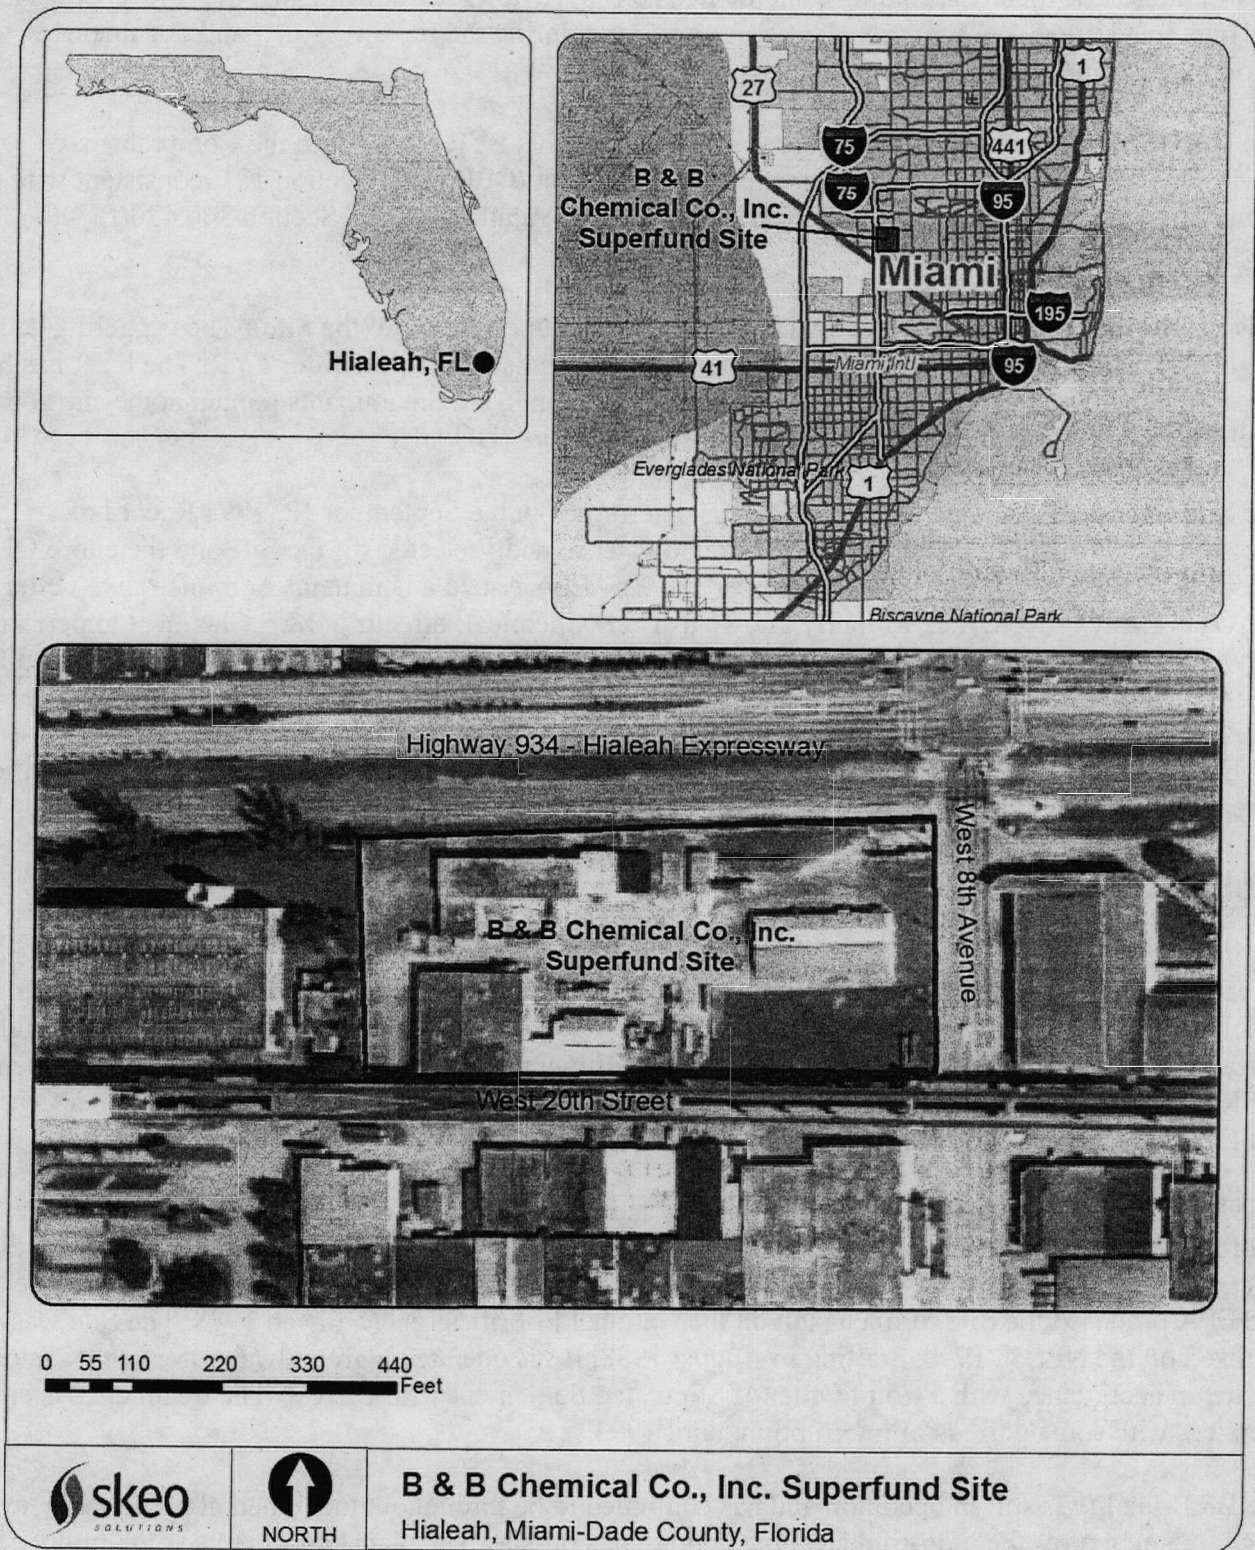 Hialeah, FL
27
1
75
441
75
95
B & B
Chemical Co., Inc.
Superfund Site
Miami
195
41
Miami Intl
95
Everglades National Park
1
Biscayne National Park
Highway 934 - Hialeah Expressway
West 8th Avenue
B & B Chemical Co., Inc.
Superfund Site
West 20th Street
0 55 110 220 330 440
Feet
skeo
SOLUTIONS
NORTH
B & B Chemical Co., Inc. Superfund Site
Hialeah, Miami-Dade County, Florida